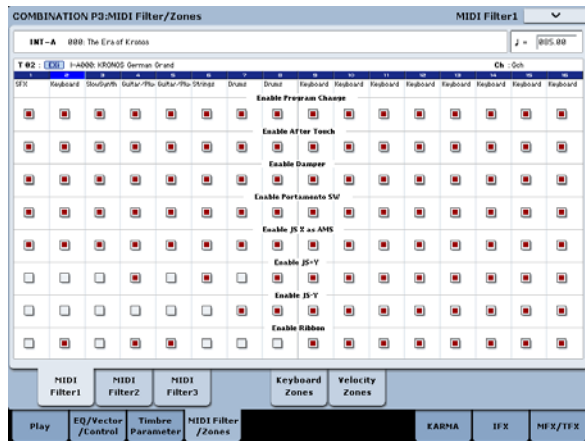 COMBINATION P3:MIDI Filter/Zones MIDI Filter1
INT-A 000: The Era of Kronos ♩ = 085.00
T 02 : I-A000: KRONOS German Grand Ch : Gch
1 2 3 4 5 6 7 8 9 10 11 12 13 14 15 16
SFX Keyboard SlowSynth Guitar/Plu Guitar/Plu Strings Drums Drums Keyboard Keyboard Keyboard Keyboard Keyboard Keyboard Keyboard Keyboard
Enable Program Change
Enable After Touch
Enable Damper
Enable Portamento SW
Enable JS X as AMS
Enable JS+Y
Enable JS-Y
Enable Ribbon
MIDI Filter1 MIDI Filter2 MIDI Filter3 Keyboard Zones Velocity Zones
Play EQ/Vector /Control Timbre Parameter MIDI Filter /Zones KARMA IFX MFX/TFX